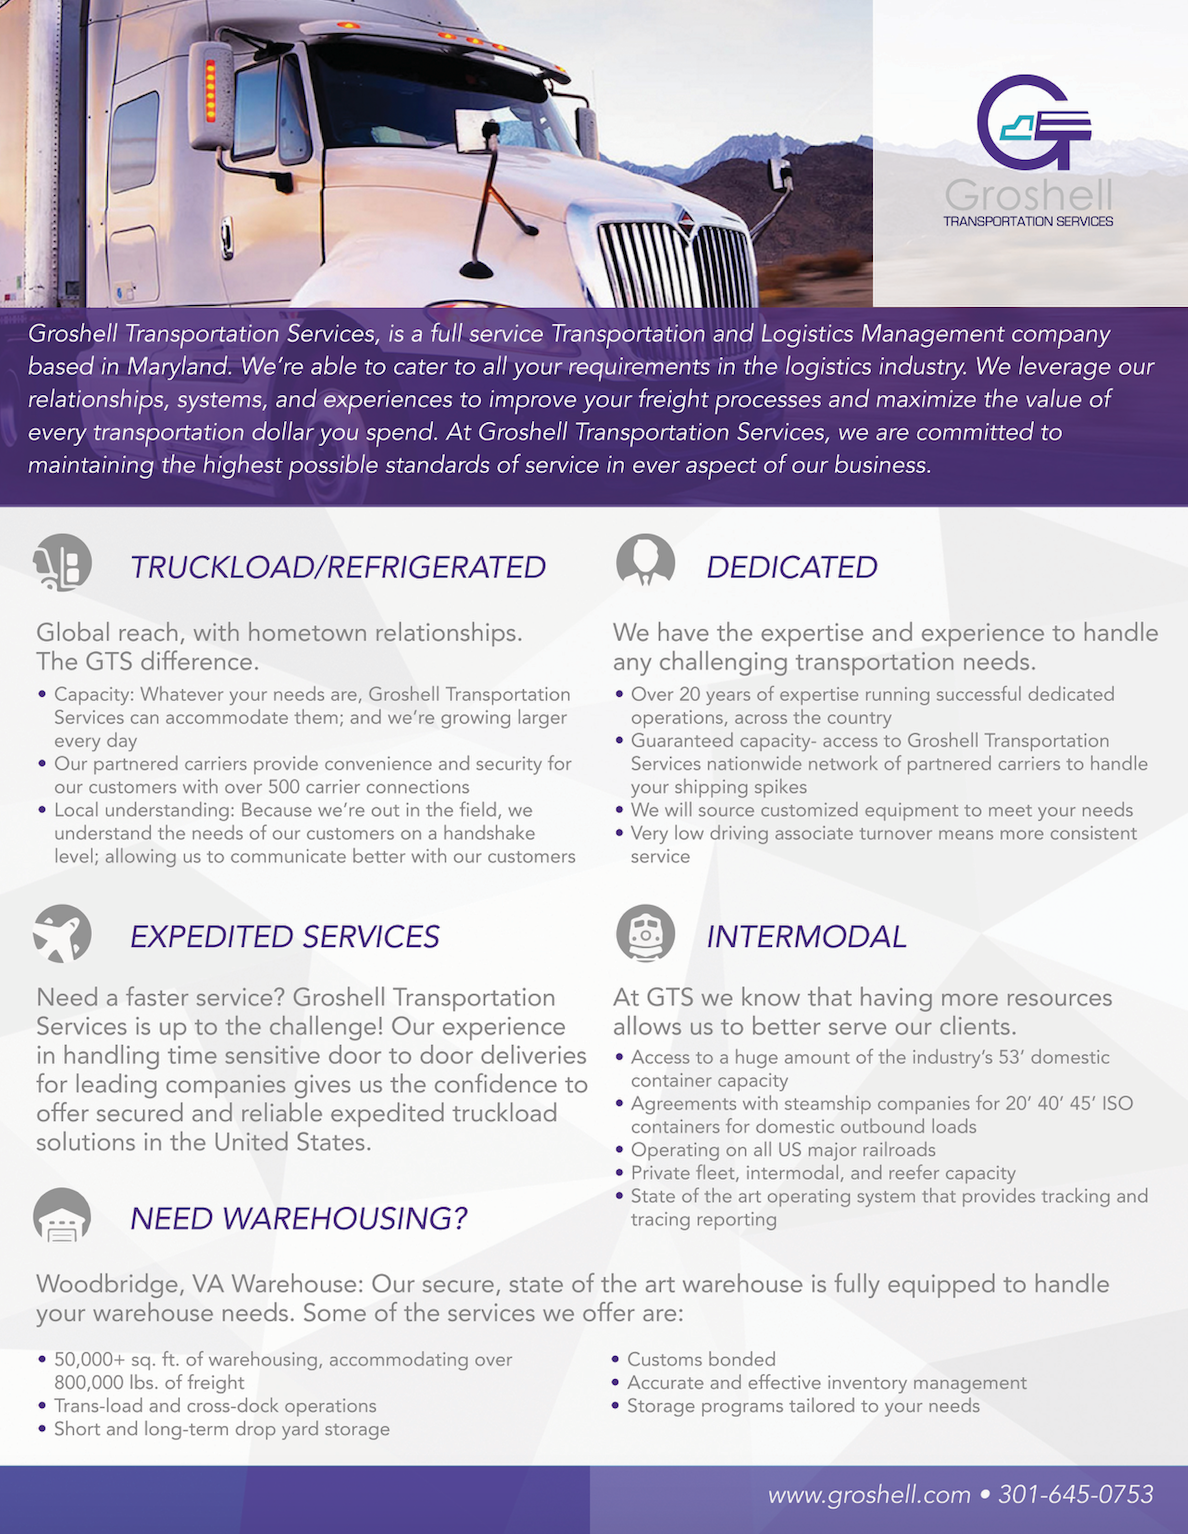 Groshell
TRANSPORTATION SERVICES
Groshell Transportation Services, is a full service Transportation and Logistics Management company
based in Maryland. We're able to cater to all your requirements in the logistics industry. We leverage our
relationships, systems, and experiences to improve your freight processes and maximize the value of
every transportation dollar you spend. At Groshell Transportation Services, we are committed to
maintaining the highest possible standards of service in ever aspect of our business.
TRUCKLOAD/REFRIGERATED
Global reach, with hometown relationships.
The GTS difference.
• Capacity: Whatever your needs are, Groshell Transportation
Services can accommodate them; and we're growing larger
every day
• Our partnered carriers provide convenience and security for
our customers with over 500 carrier connections
• Local understanding: Because we're out in the field, we
understand the needs of our customers on a handshake
level; allowing us to communicate better with our customers
DEDICATED
We have the expertise and experience to handle
any challenging transportation needs.
• Over 20 years of expertise running successful dedicated
operations, across the country
• Guaranteed capacity- access to Groshell Transportation
Services nationwide network of partnered carriers to handle
your shipping spikes
• We will source customized equipment to meet your needs
• Very low driving associate turnover means more consistent
service
EXPEDITED SERVICES
Need a faster service? Groshell Transportation
Services is up to the challenge! Our experience
in handling time sensitive door to door deliveries
for leading companies gives us the confidence to
offer secured and reliable expedited truckload
solutions in the United States.
INTERMODAL
At GTS we know that having more resources
allows us to better serve our clients.
• Access to a huge amount of the industry's 53' domestic
container capacity
• Agreements with steamship companies for 20' 40' 45' ISO
containers for domestic outbound loads
• Operating on all US major railroads
• Private fleet, intermodal, and reefer capacity
• State of the art operating system that provides tracking and
tracing reporting
NEED WAREHOUSING?
Woodbridge, VA Warehouse: Our secure, state of the art warehouse is fully equipped to handle
your warehouse needs. Some of the services we offer are:
• 50,000+ sq. ft. of warehousing, accommodating over
800,000 lbs. of freight
• Trans-load and cross-dock operations
• Short and long-term drop yard storage
• Customs bonded
• Accurate and effective inventory management
• Storage programs tailored to your needs
www.groshell.com • 301-645-0753